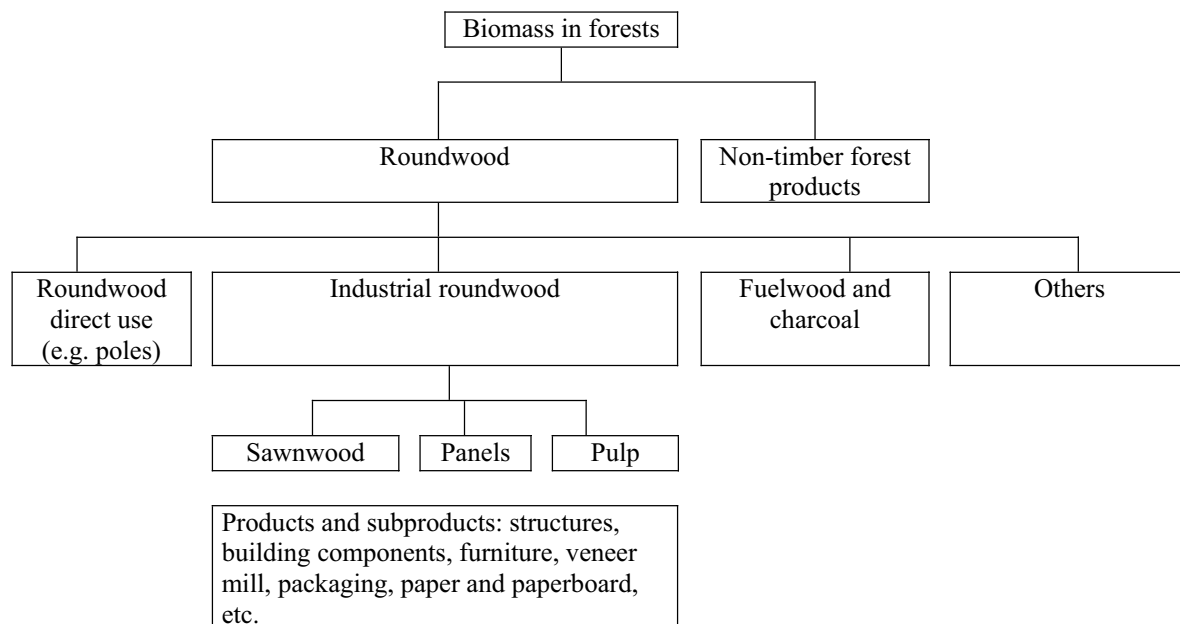 Biomass in forests
Roundwood
Non-timber forest
products
Roundwood
direct use
(e.g. poles)
Industrial roundwood
Fuelwood and
charcoal
Others
Sawnwood
Panels
Pulp
Products and subproducts: structures,
building components, furniture, veneer
mill, packaging, paper and paperboard,
etc.